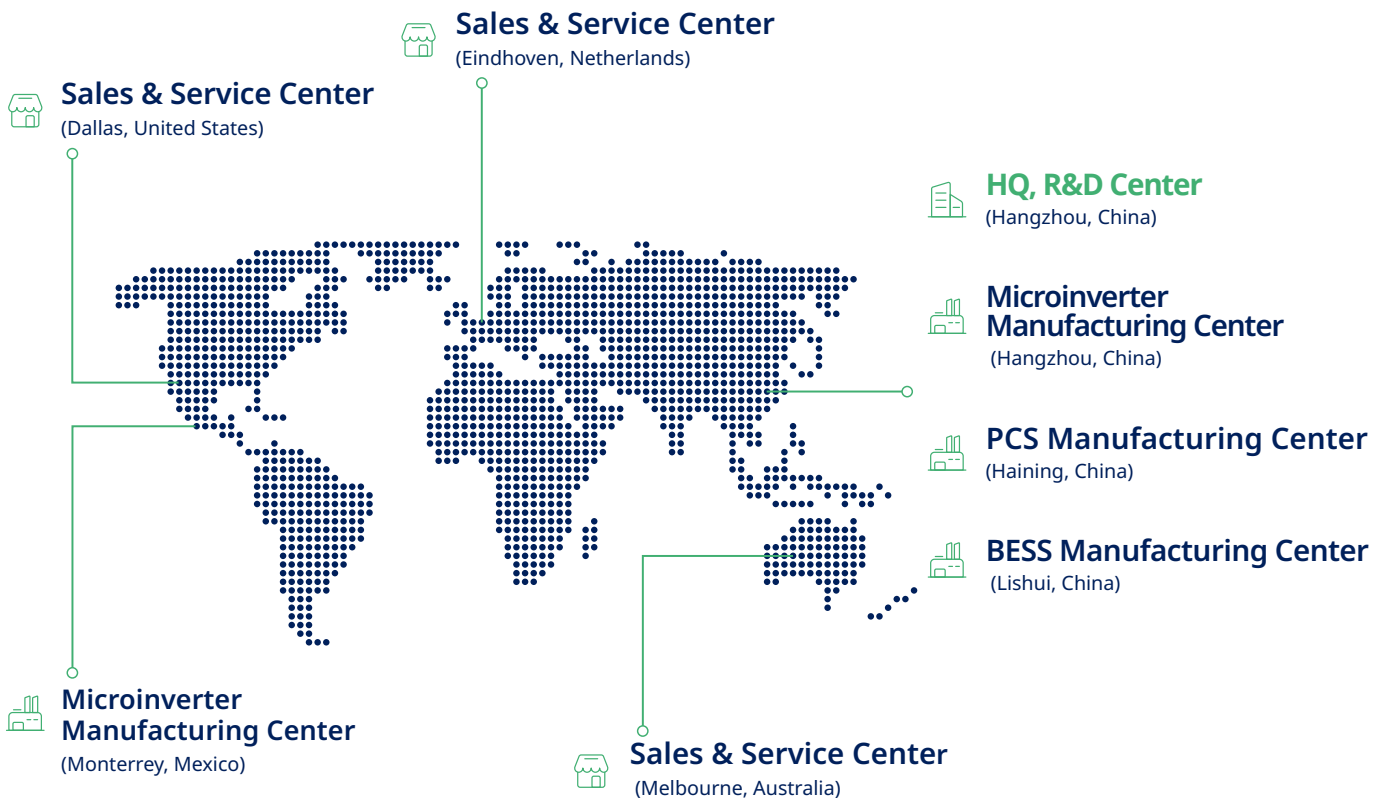 Sales & Service Center
(Eindhoven, Netherlands)
Sales & Service Center
(Dallas, United States)
HQ, R&D Center
(Hangzhou, China)
Microinverter
Manufacturing Center
(Hangzhou, China)
PCS Manufacturing Center
(Haining, China)
BESS Manufacturing Center
(Lishui, China)
Microinverter
Manufacturing Center
(Monterrey, Mexico)
Sales & Service Center
(Melbourne, Australia)